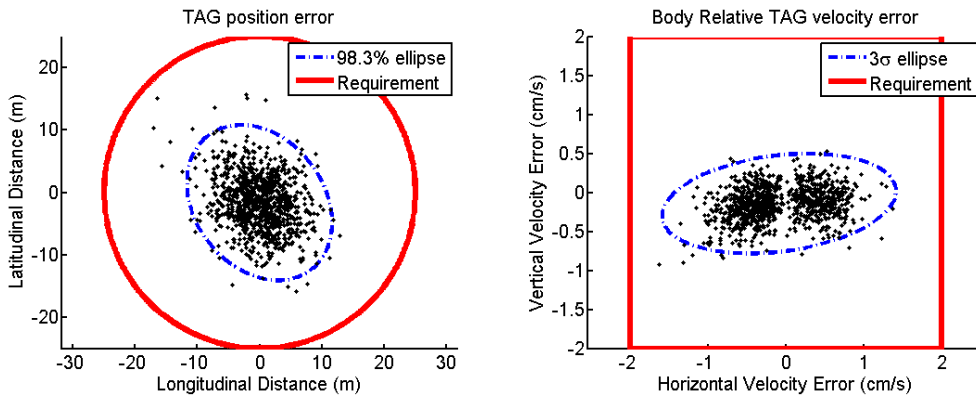 TAG position error
98.3% ellipse
Requirement
20
10
0
-10
-20
Latitudinal Distance (m)
-30 -20 -10 0 10 20 30
Longitudinal Distance (m)
Body Relative TAG velocity error
3σ ellipse
Requirement
2
1.5
1
0.5
0
-0.5
-1
-1.5
-2
Vertical Velocity Error (cm/s)
-2 -1 0 1 2
Horizontal Velocity Error (cm/s)